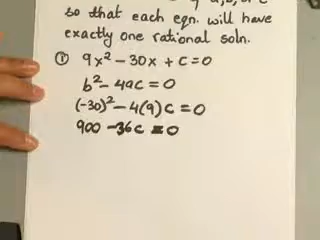 so that each eqn. will have
exactly one rational soln.
① 9x² - 30x + c = 0
b² - 4ac = 0
(-30)² - 4(9)c = 0
900 - 36c = 0